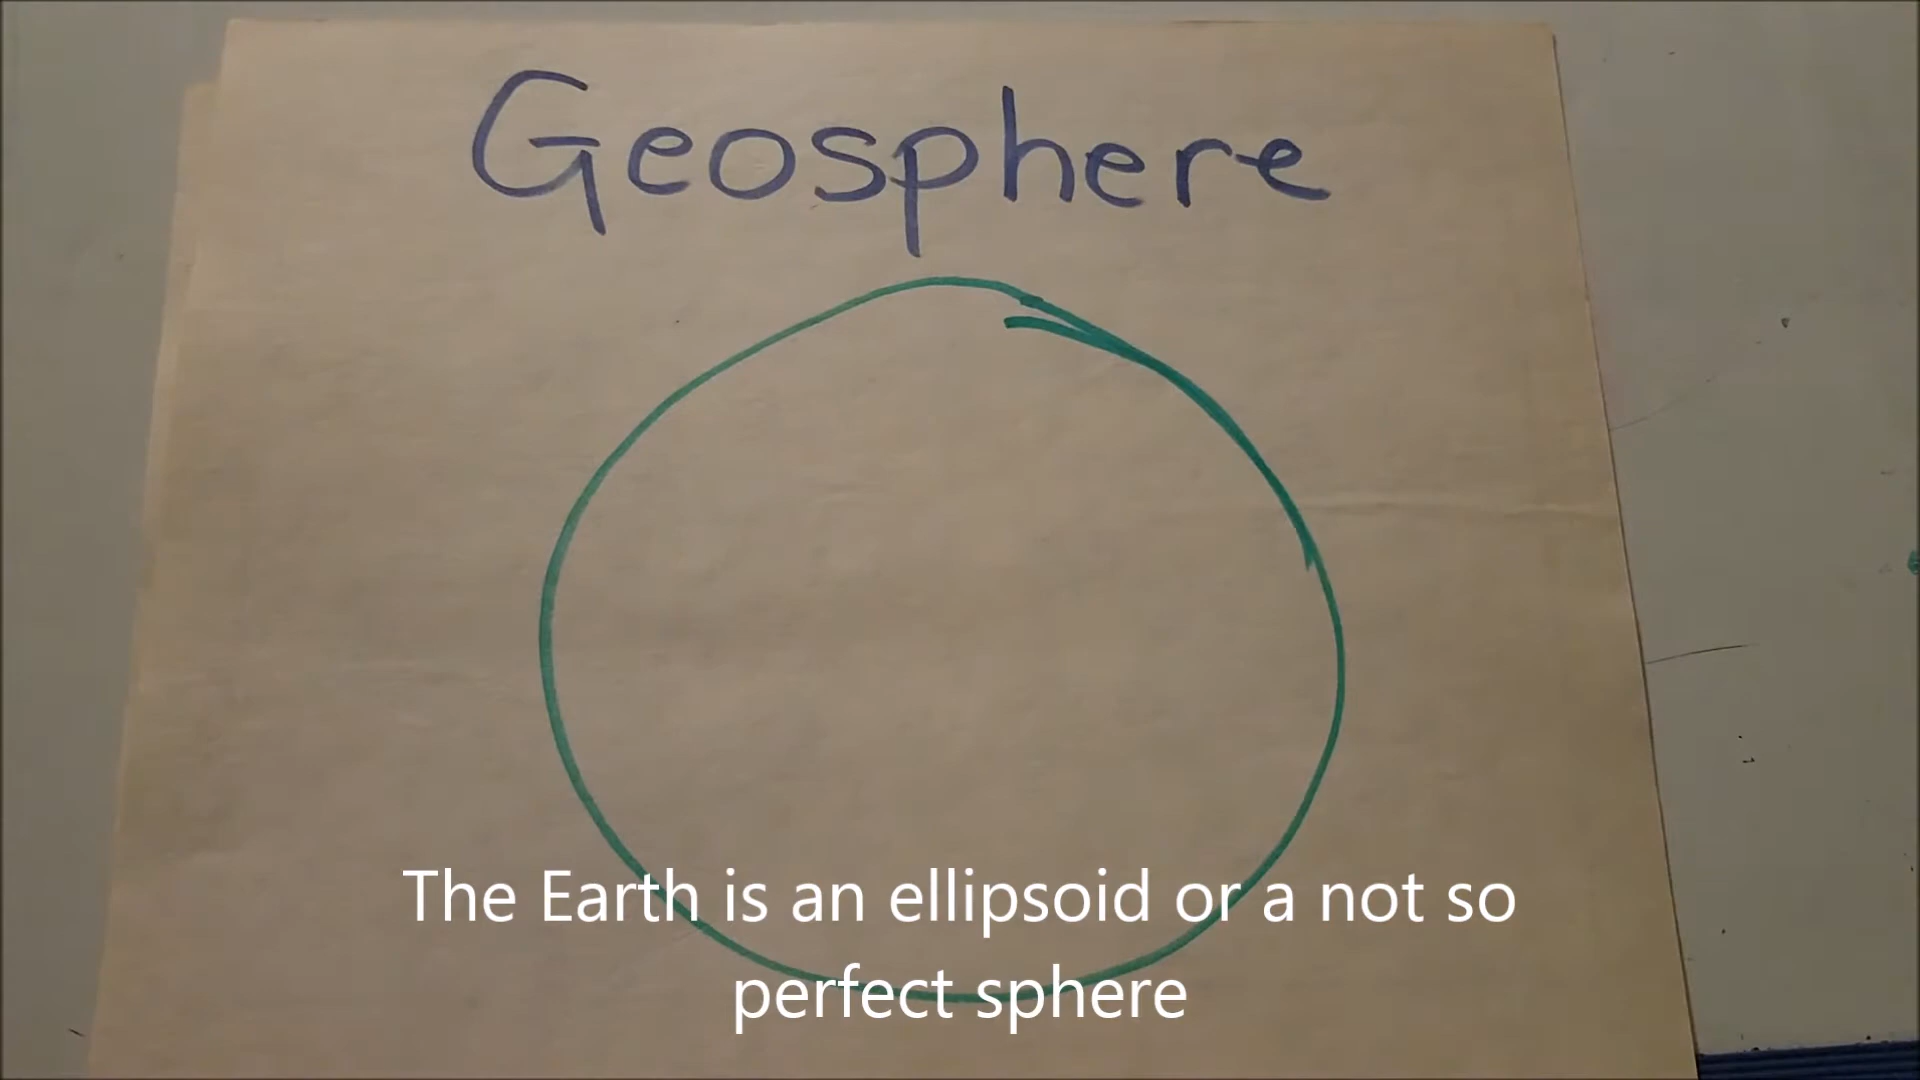 Geosphere
The Earth is an ellipsoid or a not so
perfect sphere